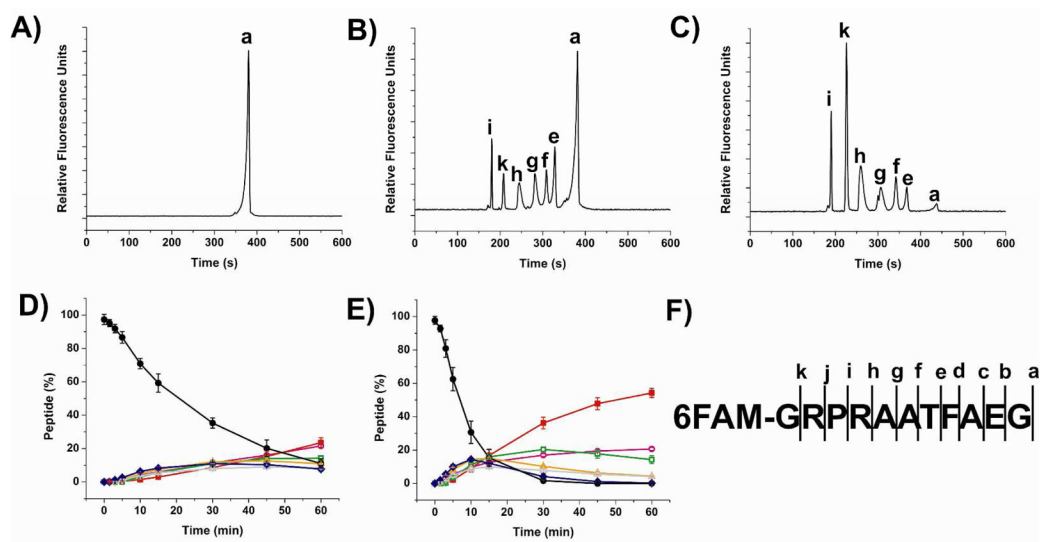 A)
a
Relative Fluorescence Units
0 100 200 300 400 500 600
Time (s)
B)
i k h g f e a
Relative Fluorescence Units
0 100 200 300 400 500 600
Time (s)
C)
i k h g f e a
Relative Fluorescence Units
0 100 200 300 400 500 600
Time (s)
D)
Peptide (%)
100
80
60
40
20
0
0 10 20 30 40 50 60
Time (min)
E)
Peptide (%)
100
80
60
40
20
0
0 10 20 30 40 50 60
Time (min)
F)
k j i h g f e d c b a
6FAM-GRPRAATFAEG